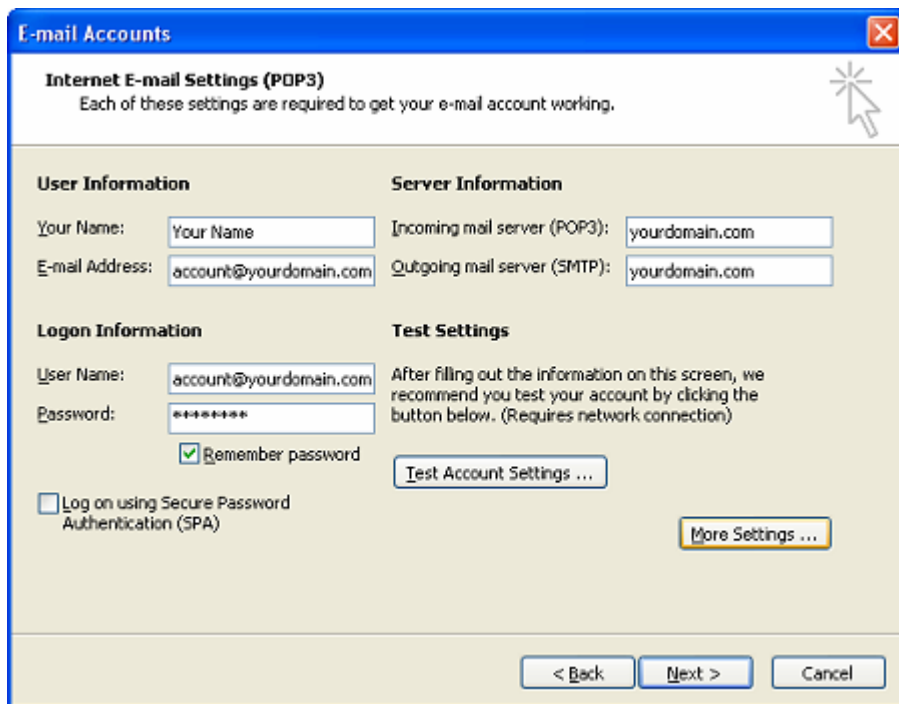 E-mail Accounts
Internet E-mail Settings (POP3)
Each of these settings are required to get your e-mail account working.
User Information
Your Name: Your Name
E-mail Address: account@yourdomain.com
Server Information
Incoming mail server (POP3): yourdomain.com
Outgoing mail server (SMTP): yourdomain.com
Logon Information
User Name: account@yourdomain.com
Password: ********
Remember password
Log on using Secure Password
Authentication (SPA)
Test Settings
After filling out the information on this screen, we
recommend you test your account by clicking the
button below. (Requires network connection)
Test Account Settings ...
More Settings ...
< Back
Next >
Cancel